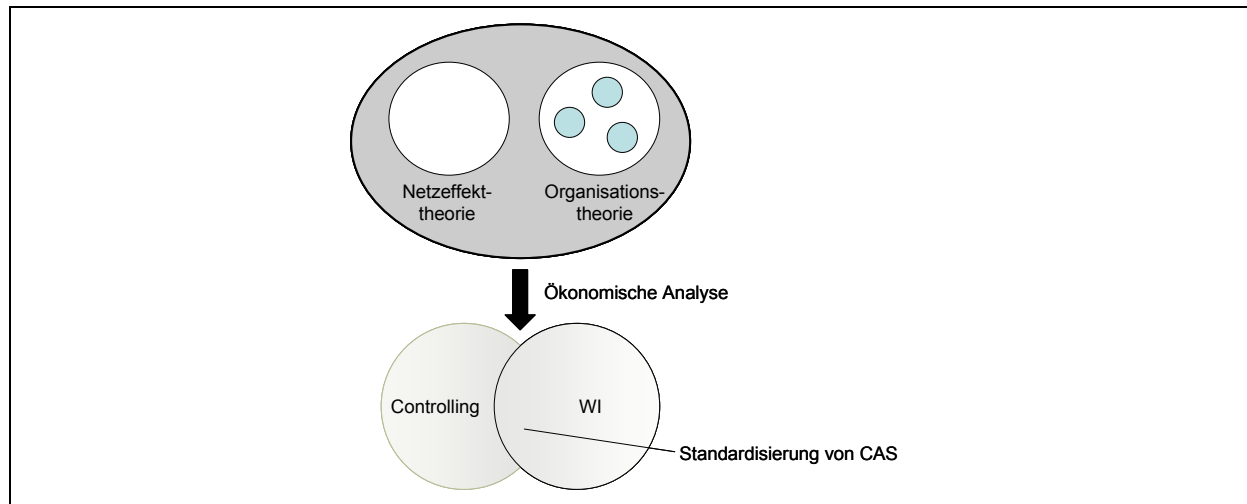 Netzeffekt-
theorie
Organisations-
theorie
Ökonomische Analyse
Controlling
WI
Standardisierung von CAS